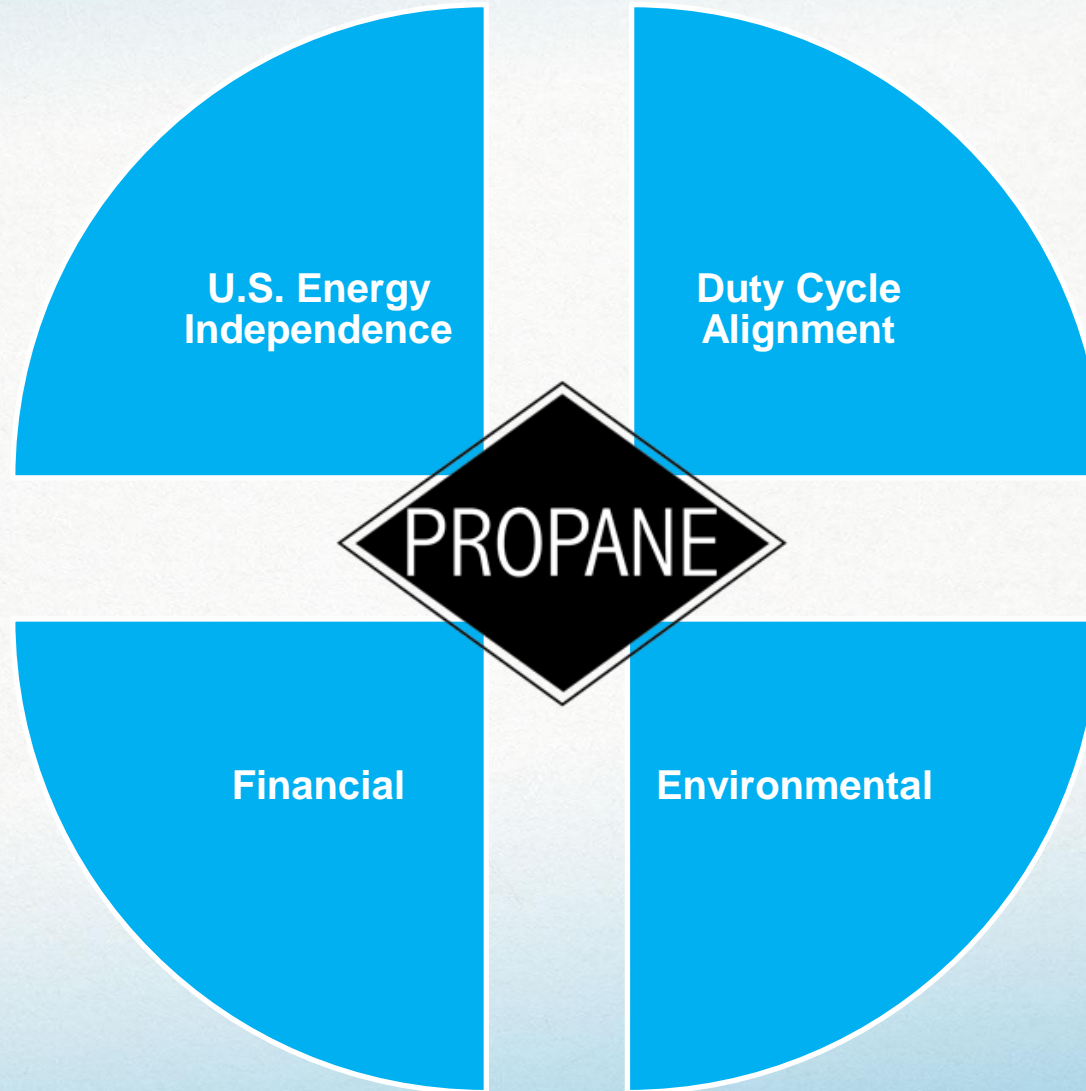 U.S. Energy
Independence
Duty Cycle
Alignment
PROPANE
Financial
Environmental